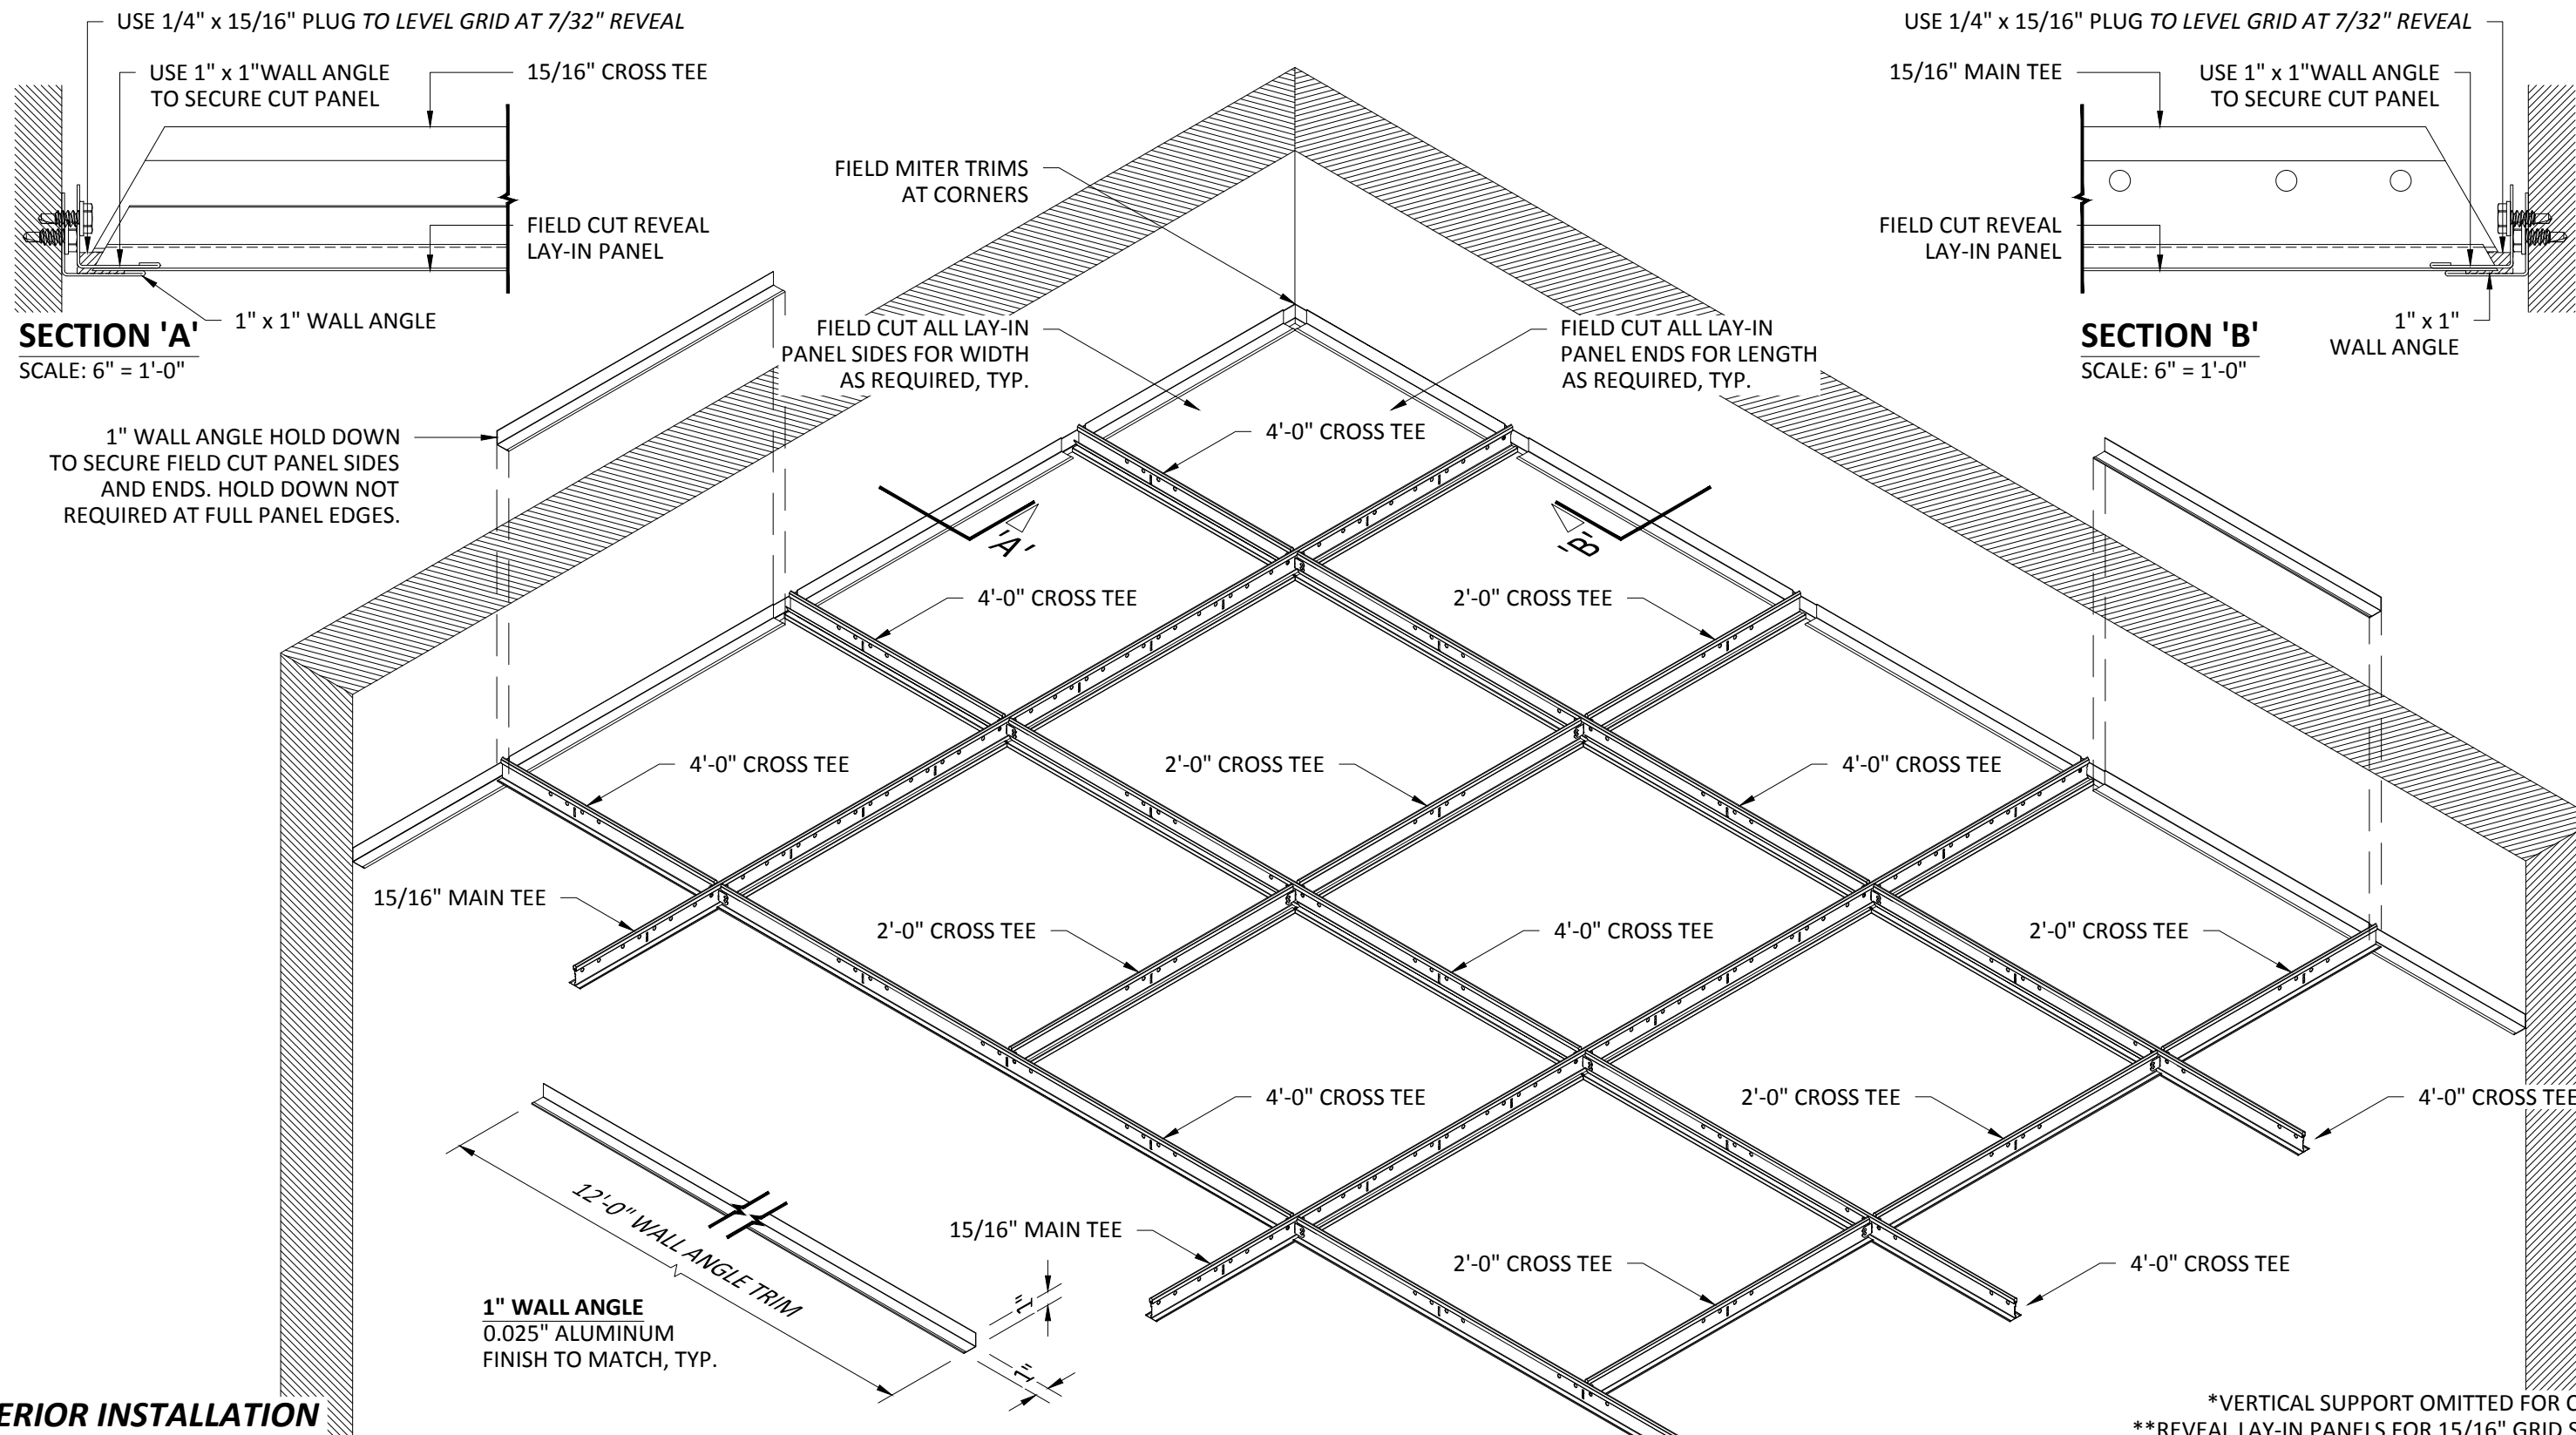 USE 1/4" x 15/16" PLUG TO LEVEL GRID AT 7/32" REVEAL
USE 1" x 1"WALL ANGLE
TO SECURE CUT PANEL
15/16" CROSS TEE
FIELD CUT REVEAL
LAY-IN PANEL
1" x 1" WALL ANGLE
SECTION 'A'
SCALE: 6" = 1'-0"
USE 1/4" x 15/16" PLUG TO LEVEL GRID AT 7/32" REVEAL
15/16" MAIN TEE
USE 1" x 1"WALL ANGLE
TO SECURE CUT PANEL
FIELD CUT REVEAL
LAY-IN PANEL
SECTION 'B'
SCALE: 6" = 1'-0"
1" x 1"
WALL ANGLE
FIELD MITER TRIMS
AT CORNERS
FIELD CUT ALL LAY-IN
PANEL SIDES FOR WIDTH
AS REQUIRED, TYP.
FIELD CUT ALL LAY-IN
PANEL ENDS FOR LENGTH
AS REQUIRED, TYP.
1" WALL ANGLE HOLD DOWN
TO SECURE FIELD CUT PANEL SIDES
AND ENDS. HOLD DOWN NOT
REQUIRED AT FULL PANEL EDGES.
4'-0" CROSS TEE
'A'
'B'
4'-0" CROSS TEE
2'-0" CROSS TEE
4'-0" CROSS TEE
2'-0" CROSS TEE
4'-0" CROSS TEE
15/16" MAIN TEE
2'-0" CROSS TEE
4'-0" CROSS TEE
2'-0" CROSS TEE
4'-0" CROSS TEE
2'-0" CROSS TEE
4'-0" CROSS TEE
15/16" MAIN TEE
2'-0" CROSS TEE
4'-0" CROSS TEE
12'-0" WALL ANGLE TRIM
1"
1"
1" WALL ANGLE
0.025" ALUMINUM
FINISH TO MATCH, TYP.
ERIOR INSTALLATION
*VERTICAL SUPPORT OMITTED FOR C
**REVEAL LAY-IN PANELS FOR 15/16" GRID S